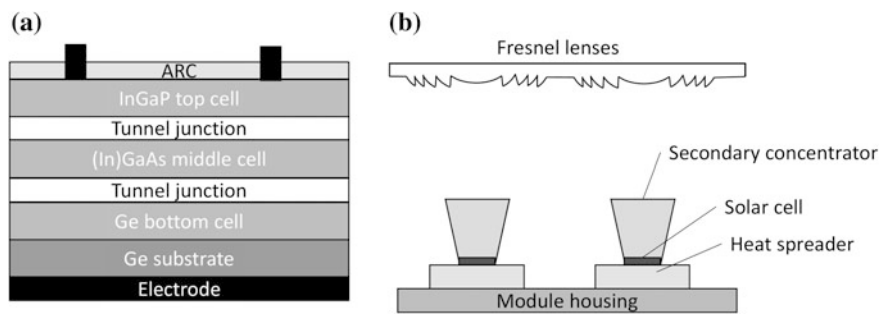 (a)
ARC
InGaP top cell
Tunnel junction
(In)GaAs middle cell
Tunnel junction
Ge bottom cell
Ge substrate
Electrode
(b)
Fresnel lenses
Secondary concentrator
Solar cell
Heat spreader
Module housing